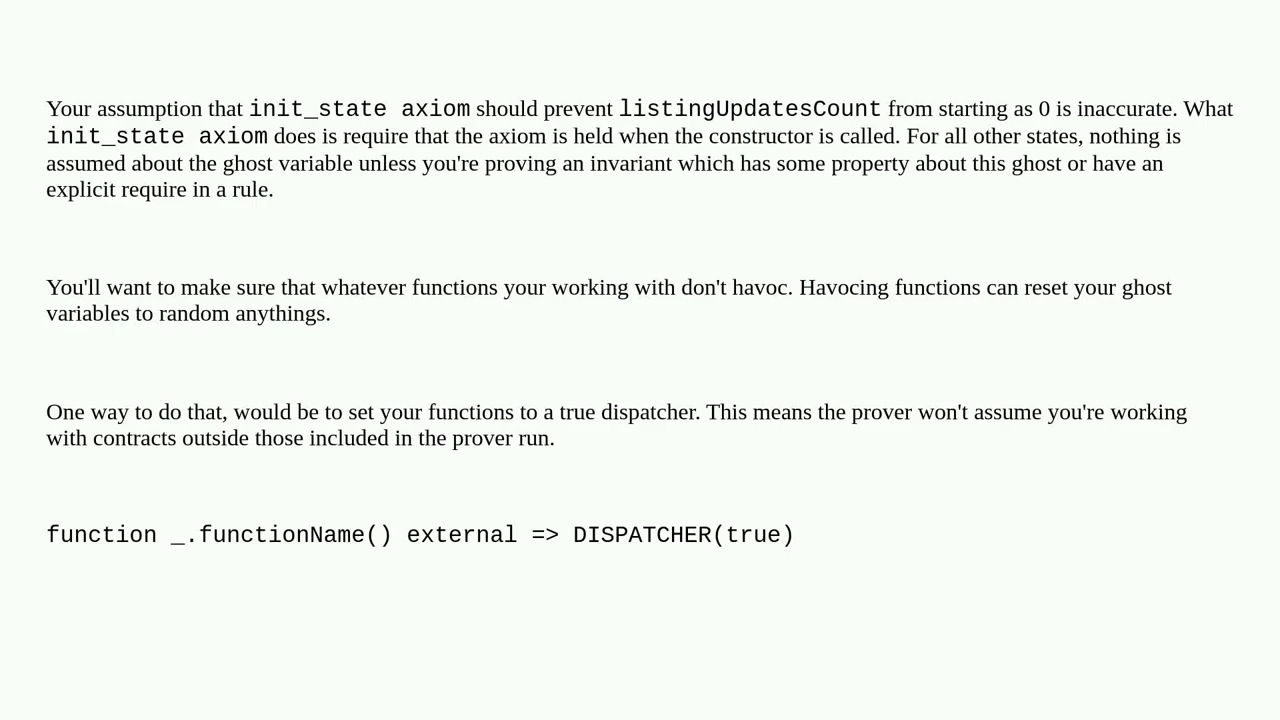 Your assumption that init_state axiom should prevent listingUpdatesCount from starting as 0 is inaccurate. What
init_state axiom does is require that the axiom is held when the constructor is called. For all other states, nothing is
assumed about the ghost variable unless you're proving an invariant which has some property about this ghost or have an
explicit require in a rule.
You'll want to make sure that whatever functions your working with don't havoc. Havocing functions can reset your ghost
variables to random anythings.
One way to do that, would be to set your functions to a true dispatcher. This means the prover won't assume you're working
with contracts outside those included in the prover run.
function _.functionName() external => DISPATCHER(true)